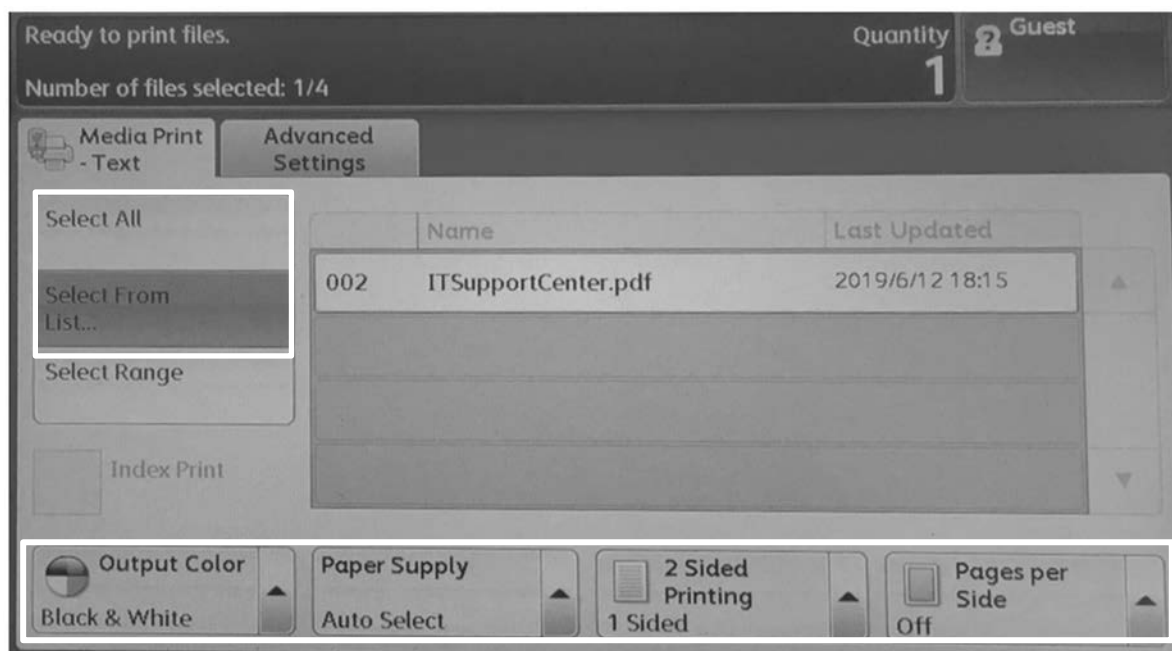 Ready to print files.
Quantity
Guest
Number of files selected: 1/4
1
Media Print
- Text
Advanced
Settings
Select All
Name
Last Updated
002 ITSupportCenter.pdf 2019/6/12 18:15
Select From
List...
Select Range
Index Print
Output Color
Black & White
Paper Supply
Auto Select
2 Sided
Printing
1 Sided
Pages per
Side
Off